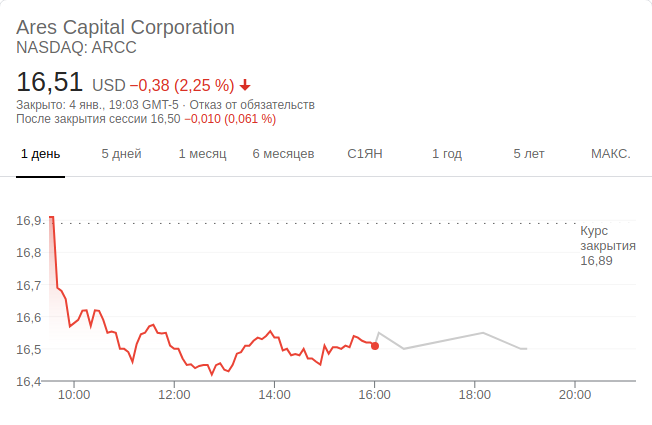 Ares Capital Corporation
NASDAQ: ARCC
16,51 USD −0,38 (2,25 %)
Закрыто: 4 янв., 19:03 GMT-5 · Отказ от обязательств
После закрытия сессии 16,50 −0,010 (0,061 %)
1 день 5 дней 1 месяц 6 месяцев С1ЯН 1 год 5 лет МАКС.
16,9
16,8
16,7
16,6
16,5
16,4
Курс
закрытия
16,89
10:00 12:00 14:00 16:00 18:00 20:00